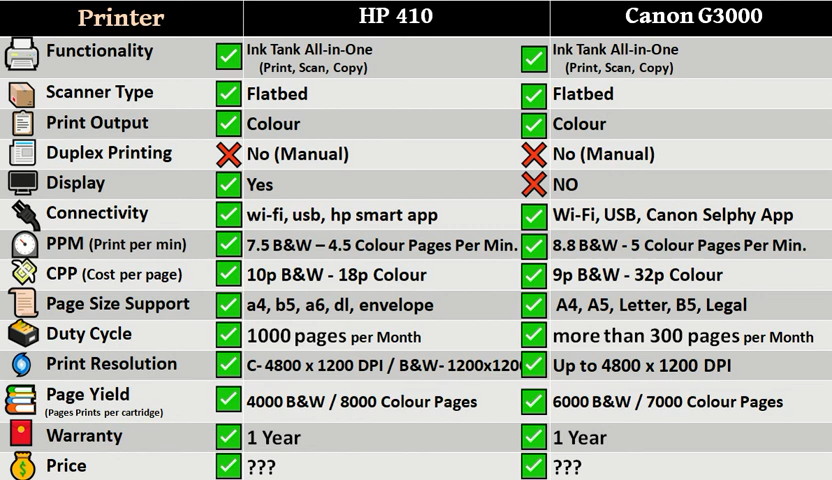 Printer HP 410 Canon G3000
Functionality Ink Tank All-in-One Ink Tank All-in-One
(Print, Scan, Copy) (Print, Scan, Copy)
Scanner Type Flatbed Flatbed
Print Output Colour Colour
Duplex Printing No (Manual) No (Manual)
Display Yes NO
Connectivity wi-fi, usb, hp smart app Wi-Fi, USB, Canon Selphy App
PPM (Print per min) 7.5 B&W – 4.5 Colour Pages Per Min. 8.8 B&W - 5 Colour Pages Per Min.
CPP (Cost per page) 10p B&W - 18p Colour 9p B&W - 32p Colour
Page Size Support a4, b5, a6, dl, envelope A4, A5, Letter, B5, Legal
Duty Cycle 1000 pages per Month more than 300 pages per Month
Print Resolution C- 4800 x 1200 DPI / B&W- 1200x120 Up to 4800 x 1200 DPI
Page Yield 4000 B&W / 8000 Colour Pages 6000 B&W / 7000 Colour Pages
(Pages Prints per cartridge)
Warranty 1 Year 1 Year
Price ??? ???